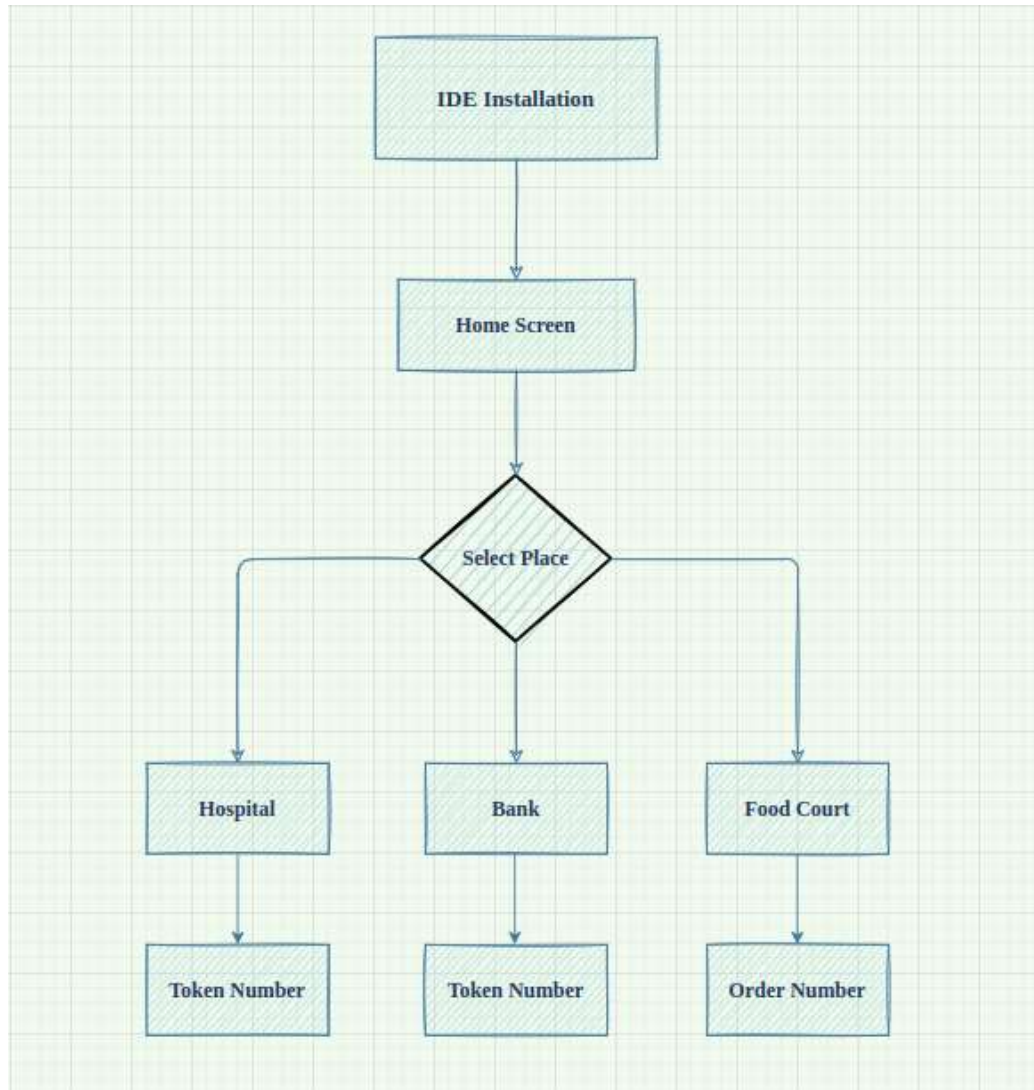 IDE Installation
Home Screen
Select Place
Hospital
Bank
Food Court
Token Number
Token Number
Order Number